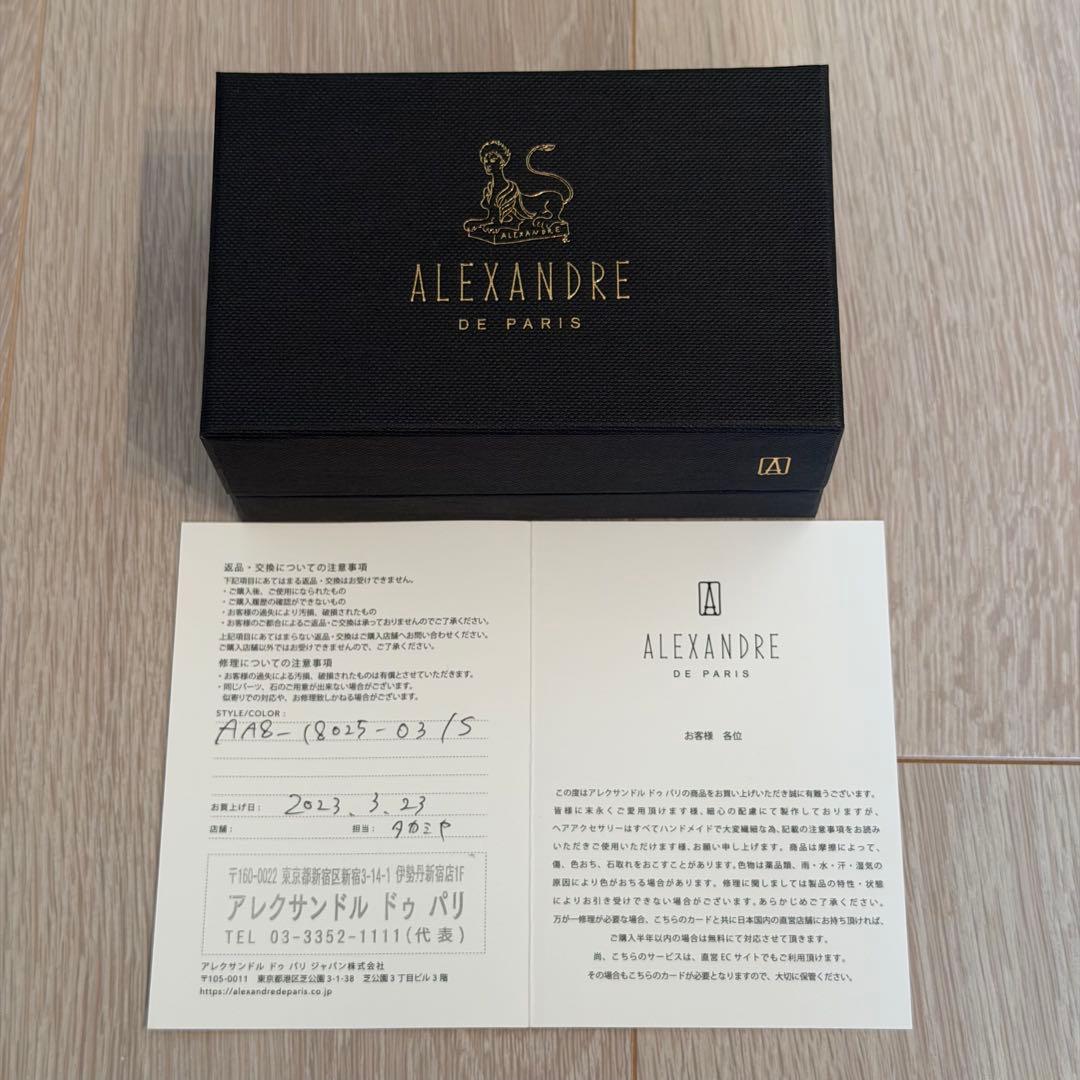 ALEXANDRE
ALEXANDRE
DE PARIS
A
返品・交換についての注意事項
下記項目にあてはまる返品・交換はお受けできません。
・ご購入後、ご使用になられたもの
・ご購入履歴の確認ができないもの
・お客様の過失により汚損、破損されたもの
・お客様のご都合によるご返品・ご交換は承っておりませんのでご了承ください。
上記項目にあてはまらない返品・交換はご購入店舗へお問い合わせください。
ご購入店舗以外ではお受けできませんので、ご了承ください。
修理についての注意事項
・お客様の過失による汚損、破損されたものは有償とさせていただきます。
・同じパーツ、石のご用意が出来ない場合がございます。
似寄りでの対応や、お修理致しかねる場合がございます。
STYLE/COLOR:
AA8-18025-03/S
お買上げ日: 2023.3.23
店舗: 担当: タカミヤ
〒160-0022 東京都新宿区新宿3-14-1 伊勢丹新宿店1F
アレクサンドル ドゥ パリ
TEL 03-3352-1111(代表)
アレクサンドル ドゥ パリ ジャパン株式会社
〒105-0011 東京都港区芝公園3-1-38 芝公園3丁目ビル3階
https://alexandredeparis.co.jp
A
ALEXANDRE
DE PARIS
お客様 各位
この度はアレクサンドル ドゥ パリの商品をお買い上げいただき誠に有難うございます。
皆様に末永くご愛用頂けます様、細心の配慮にて製作しておりますが、
ヘアアクセサリーはすべてハンドメイドで大変繊細な為、記載の注意事項をお読み
いただきご使用いただけます様、お願い申し上げます。商品は摩擦によって、
傷、色おち、石取れをおこすことがあります。色物は薬品類、雨・水・汗・湿気の
原因により色がおちる場合があります。修理に関しましては製品の特性・状態
によりお引き受けできない場合がございます。あらかじめご了承ください。
万が一修理が必要な場合、こちらのカードと共に日本国内の直営店舗にお持ち頂ければ、
ご購入半年以内の場合は無料にて対応させて頂きます。
尚、こちらのサービスは、直営ECサイトでもご利用頂けます。
その場合もこちらのカードが必要となりますので、大切に保管ください。